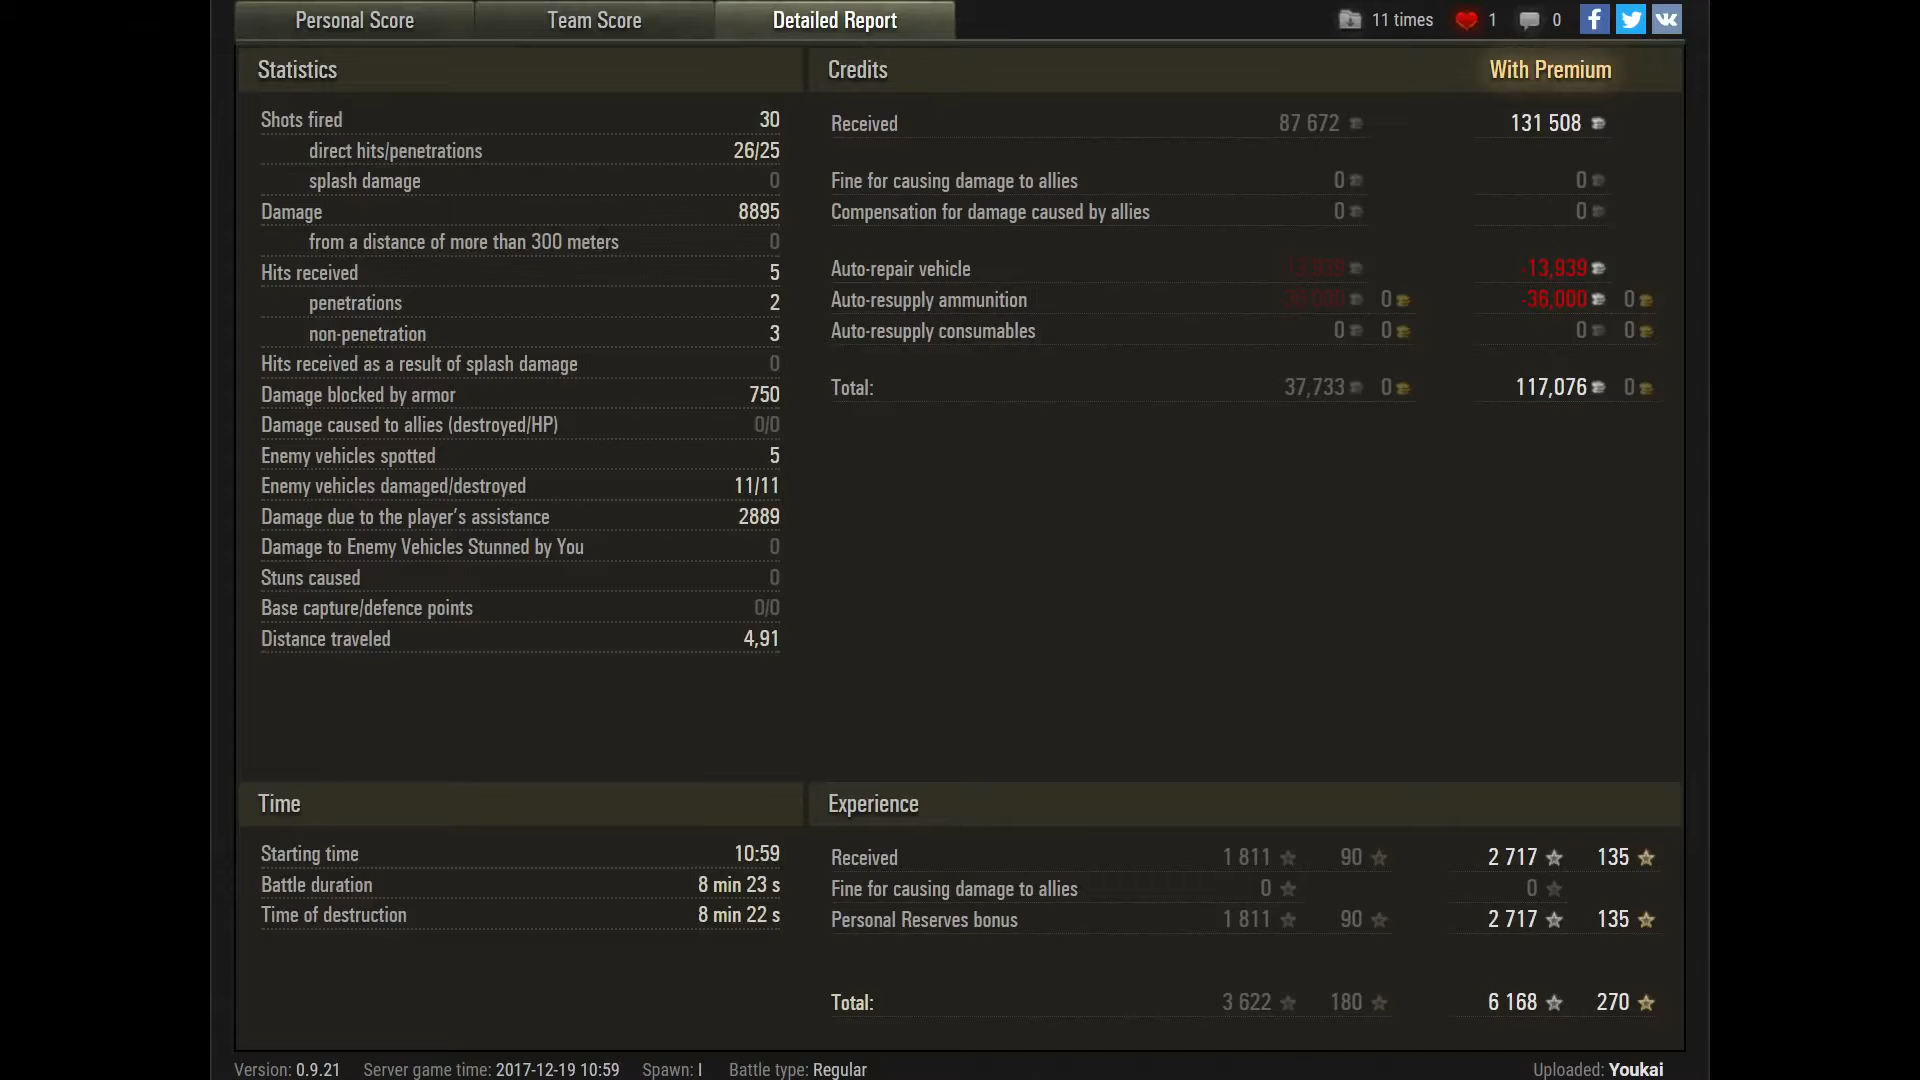 Personal Score Team Score Detailed Report 11 times 1 0
Statistics
Shots fired 30
direct hits/penetrations 26/25
splash damage 0
Damage 8895
from a distance of more than 300 meters 0
Hits received 5
penetrations 2
non-penetration 3
Hits received as a result of splash damage 0
Damage blocked by armor 750
Damage caused to allies (destroyed/HP) 0/0
Enemy vehicles spotted 5
Enemy vehicles damaged/destroyed 11/11
Damage due to the player's assistance 2889
Damage to Enemy Vehicles Stunned by You 0
Stuns caused 0
Base capture/defence points 0/0
Distance traveled 4,91
Credits With Premium
Received 87 672 131 508
Fine for causing damage to allies 0 0
Compensation for damage caused by allies 0 0
Auto-repair vehicle -13,939 -13,939
Auto-resupply ammunition -36,000 0 -36,000 0
Auto-resupply consumables 0 0 0 0
Total: 37,733 0 117,076 0
Time
Starting time 10:59
Battle duration 8 min 23 s
Time of destruction 8 min 22 s
Experience
Received 1 811 90 2 717 135
Fine for causing damage to allies 0 0
Personal Reserves bonus 1 811 90 2 717 135
Total: 3 622 180 6 168 270
Version: 0.9.21 Server game time: 2017-12-19 10:59 Spawn: I Battle type: Regular Uploaded: Youkai